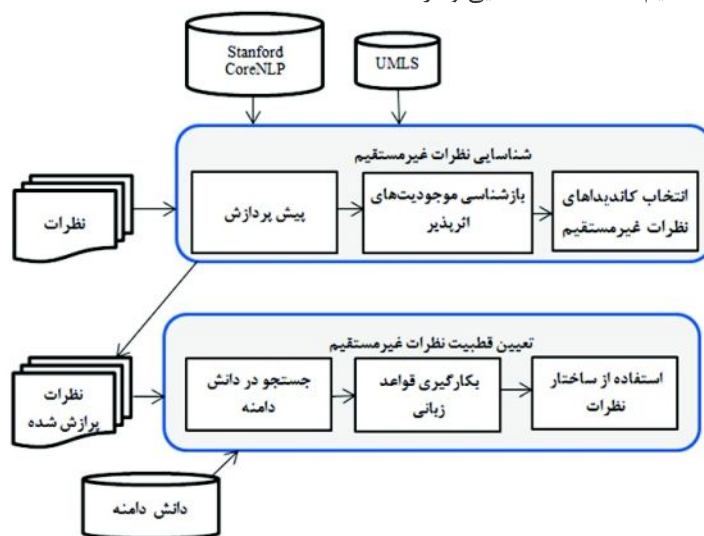 Stanford
CoreNLP
UMLS
شناسایی نظرات غیرمستقیم
نظرات
پیش پردازش
بازشناسی موجودیت‌های
اثرپذیر
انتخاب کاندیداهای
نظرات غیرمستقیم
تعیین قطبیت نظرات غیرمستقیم
نظرات
پرازش شده
جستجو در دانش
دامنه
بکارگیری قواعد
زبانی
استفاده از ساختار
نظرات
دانش دامنه